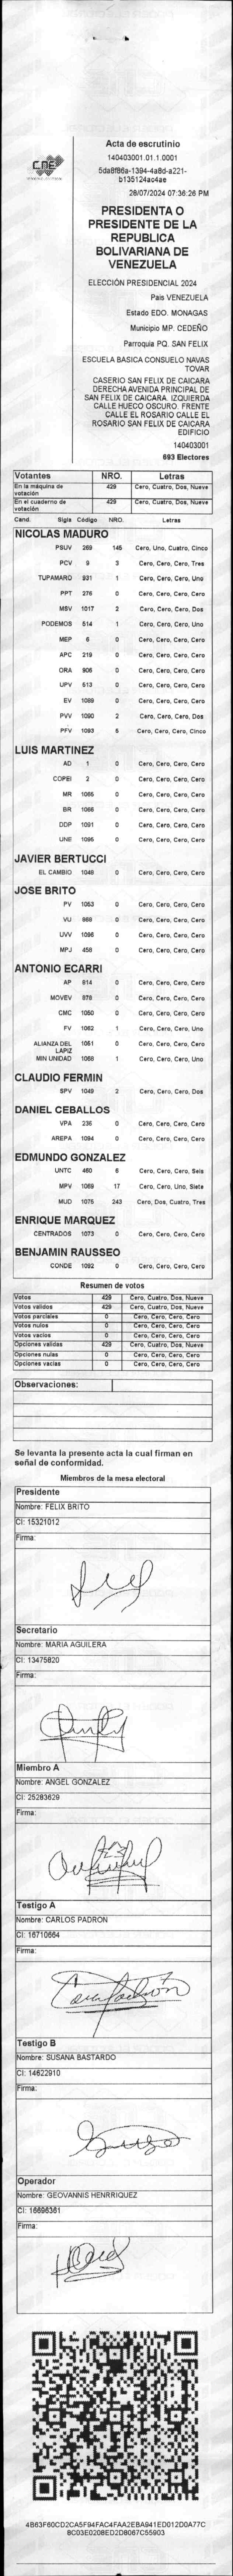 CNE
Acta de escrutinio
140403001.01.1.0001
5da8f86a-1394-4a8d-a221-
b135124ac4ae
28/07/2024 07:36:26 PM
PRESIDENTA O
PRESIDENTE DE LA
REPUBLICA
BOLIVARIANA DE
VENEZUELA
ELECCIÓN PRESIDENCIAL 2024
Pais VENEZUELA
Estado EDO. MONAGAS
Municipio MP. CEDEÑO
Parroquia PQ. SAN FELIX
ESCUELA BASICA CONSUELO NAVAS
TOVAR
CASERIO SAN FELIX DE CAICARA
DERECHA AVENIDA PRINCIPAL DE
SAN FELIX DE CAICARA. IZQUIERDA
CALLE HUECO OSCURO. FRENTE
CALLE EL ROSARIO CALLE EL
ROSARIO SAN FELIX DE CAICARA
EDIFICIO
140403001
693 Electores
Votantes NRO. Letras
En la máquina de votación 429 Cero, Cuatro, Dos, Nueve
En el cuaderno de votación 429 Cero, Cuatro, Dos, Nueve
Cand. Sigla Código NRO. Letras
NICOLAS MADURO
PSUV 269 145 Cero, Uno, Cuatro, Cinco
PCV 9 3 Cero, Cero, Cero, Tres
TUPAMARO 931 1 Cero, Cero, Cero, Uno
PPT 276 0 Cero, Cero, Cero, Cero
MSV 1017 2 Cero, Cero, Cero, Dos
PODEMOS 514 1 Cero, Cero, Cero, Uno
MEP 6 0 Cero, Cero, Cero, Cero
APC 219 0 Cero, Cero, Cero, Cero
ORA 906 0 Cero, Cero, Cero, Cero
UPV 513 0 Cero, Cero, Cero, Cero
EV 1089 0 Cero, Cero, Cero, Cero
PVV 1090 2 Cero, Cero, Cero, Dos
PFV 1093 5 Cero, Cero, Cero, Cinco
LUIS MARTINEZ
AD 1 0 Cero, Cero, Cero, Cero
COPEI 2 0 Cero, Cero, Cero, Cero
MR 1065 0 Cero, Cero, Cero, Cero
BR 1066 0 Cero, Cero, Cero, Cero
DDP 1091 0 Cero, Cero, Cero, Cero
UNE 1095 0 Cero, Cero, Cero, Cero
JAVIER BERTUCCI
EL CAMBIO 1048 0 Cero, Cero, Cero, Cero
JOSE BRITO
PV 1053 0 Cero, Cero, Cero, Cero
VU 868 0 Cero, Cero, Cero, Cero
UVV 1096 0 Cero, Cero, Cero, Cero
MPJ 458 0 Cero, Cero, Cero, Cero
ANTONIO ECARRI
AP 814 0 Cero, Cero, Cero, Cero
MOVEV 878 0 Cero, Cero, Cero, Cero
CMC 1050 0 Cero, Cero, Cero, Cero
FV 1062 1 Cero, Cero, Cero, Uno
ALIANZA DEL LAPIZ 1051 0 Cero, Cero, Cero, Cero
MIN UNIDAD 1068 1 Cero, Cero, Cero, Uno
CLAUDIO FERMIN
SPV 1049 2 Cero, Cero, Cero, Dos
DANIEL CEBALLOS
VPA 236 0 Cero, Cero, Cero, Cero
AREPA 1094 0 Cero, Cero, Cero, Cero
EDMUNDO GONZALEZ
UNTC 460 6 Cero, Cero, Cero, Seis
MPV 1069 17 Cero, Cero, Uno, Siete
MUD 1075 243 Cero, Dos, Cuatro, Tres
ENRIQUE MARQUEZ
CENTRADOS 1073 0 Cero, Cero, Cero, Cero
BENJAMIN RAUSSEO
CONDE 1092 0 Cero, Cero, Cero, Cero
Resumen de votos
Votos 429 Cero, Cuatro, Dos, Nueve
Votos validos 429 Cero, Cuatro, Dos, Nueve
Votos parciales 0 Cero, Cero, Cero, Cero
Votos nulos 0 Cero, Cero, Cero, Cero
Votos vacios 0 Cero, Cero, Cero, Cero
Opciones validas 429 Cero, Cuatro, Dos, Nueve
Opciones nulas 0 Cero, Cero, Cero, Cero
Opciones vacias 0 Cero, Cero, Cero, Cero
Observaciones:
Se levanta la presente acta la cual firman en
señal de conformidad.
Miembros de la mesa electoral
Presidente
Nombre: FELIX BRITO
CI: 15321012
Firma:
Secretario
Nombre: MARIA AGUILERA
CI: 13475820
Firma:
Miembro A
Nombre: ANGEL GONZALEZ
CI: 25283629
Firma:
Testigo A
Nombre: CARLOS PADRON
CI: 16710664
Firma:
Testigo B
Nombre: SUSANA BASTARDO
CI: 14622910
Firma:
Operador
Nombre: GEOVANNIS HENRRIQUEZ
CI: 16696361
Firma:
4B63F60CD2CA5F94FAC4FAA2EBA941ED012D0A77C
8C03E0208ED2D8067C55903